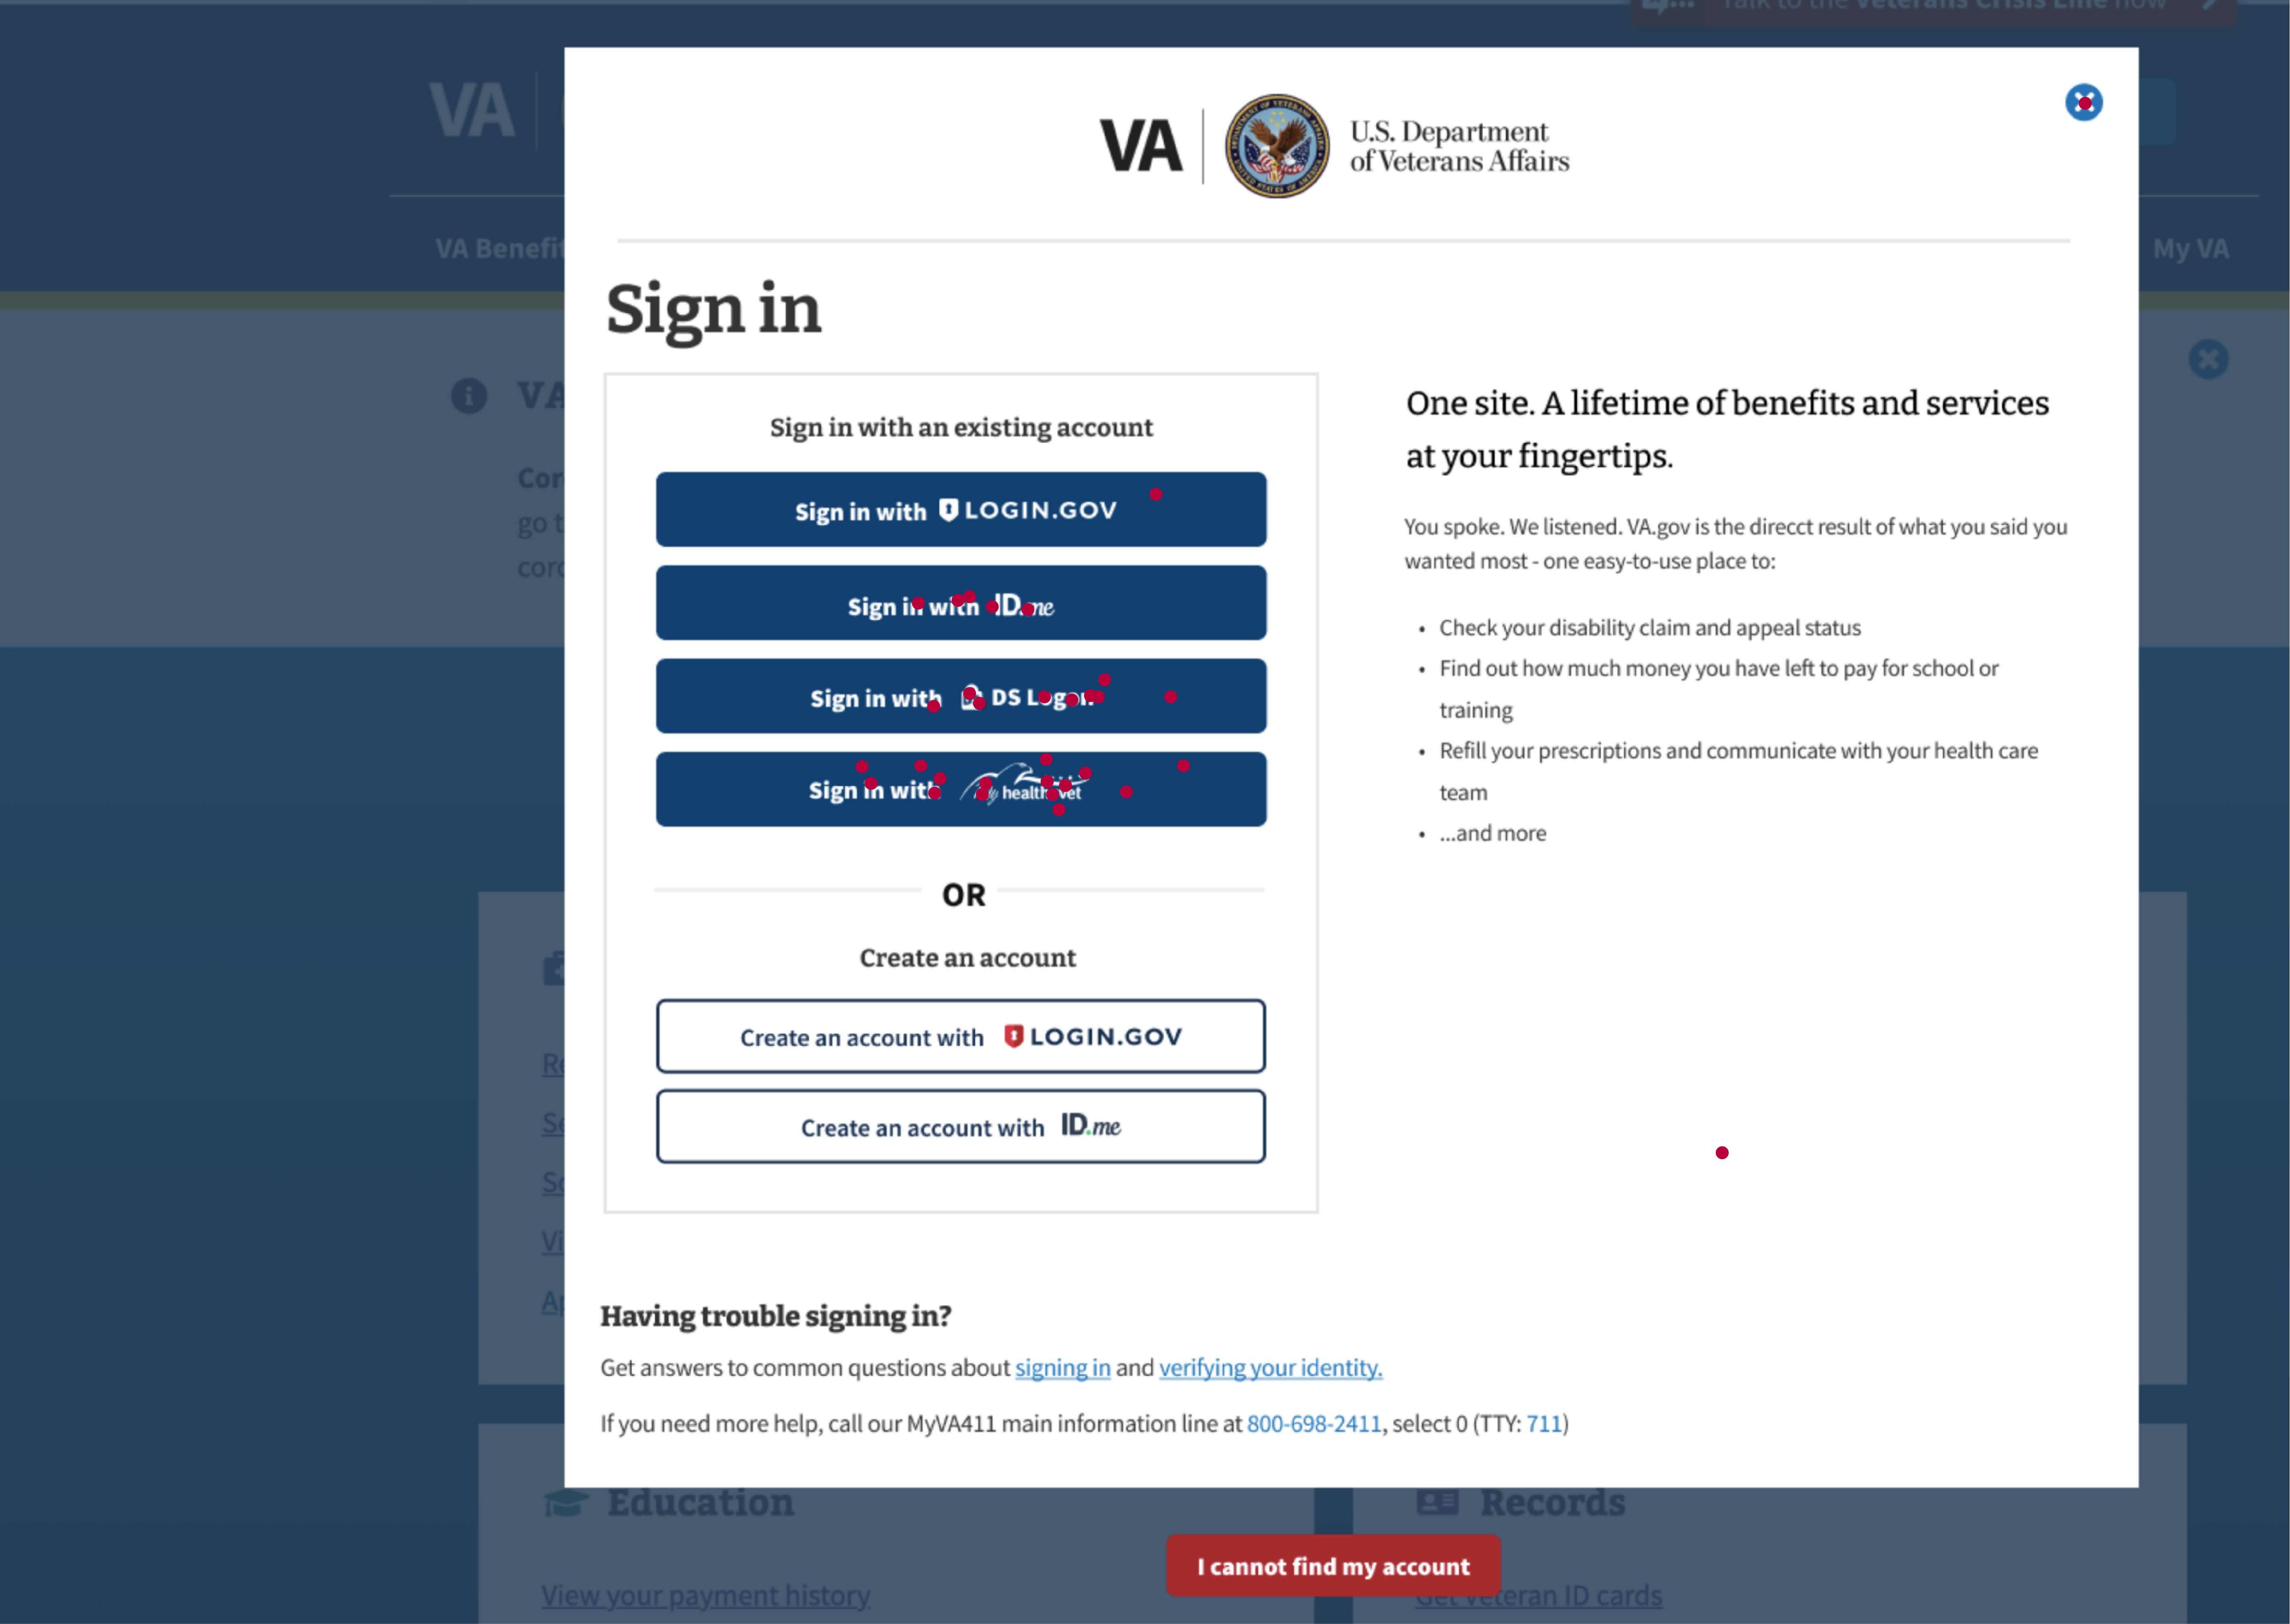 Talk to the Veterans Crisis Line now
VA
VA
U.S. Department
of Veterans Affairs
VA
My VA
Sign in
VA
Sign in with an existing account
One site. A lifetime of benefits and services
at your fingertips.
Sign in with LOGIN.GOV
go
You spoke. We listened. VA.gov is the direcct result of what you said you
wanted most - one easy-to-use place to:
Sign in with ID.me
• Check your disability claim and appeal status
• Find out how much money you have left to pay for school or
training
Sign in with DS Logon
• Refill your prescriptions and communicate with your health care
team
Sign in with my healthevet
• ...and more
OR
Create an account
Create an account with LOGIN.GOV
Create an account with ID.me
Having trouble signing in?
Get answers to common questions about signing in and verifying your identity.
If you need more help, call our MyVA411 main information line at 800-698-2411, select 0 (TTY: 711)
Education
Records
I cannot find my account
View your payment history
Get Veteran ID cards